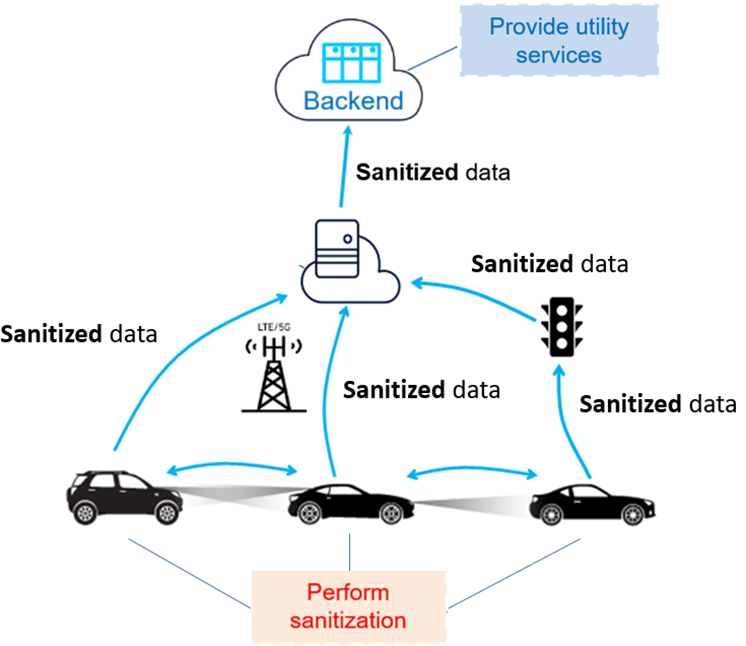 Provide utility
services
Backend
Sanitized data
Sanitized data
Sanitized data
LTE/5G
Sanitized data
Sanitized data
Perform
sanitization